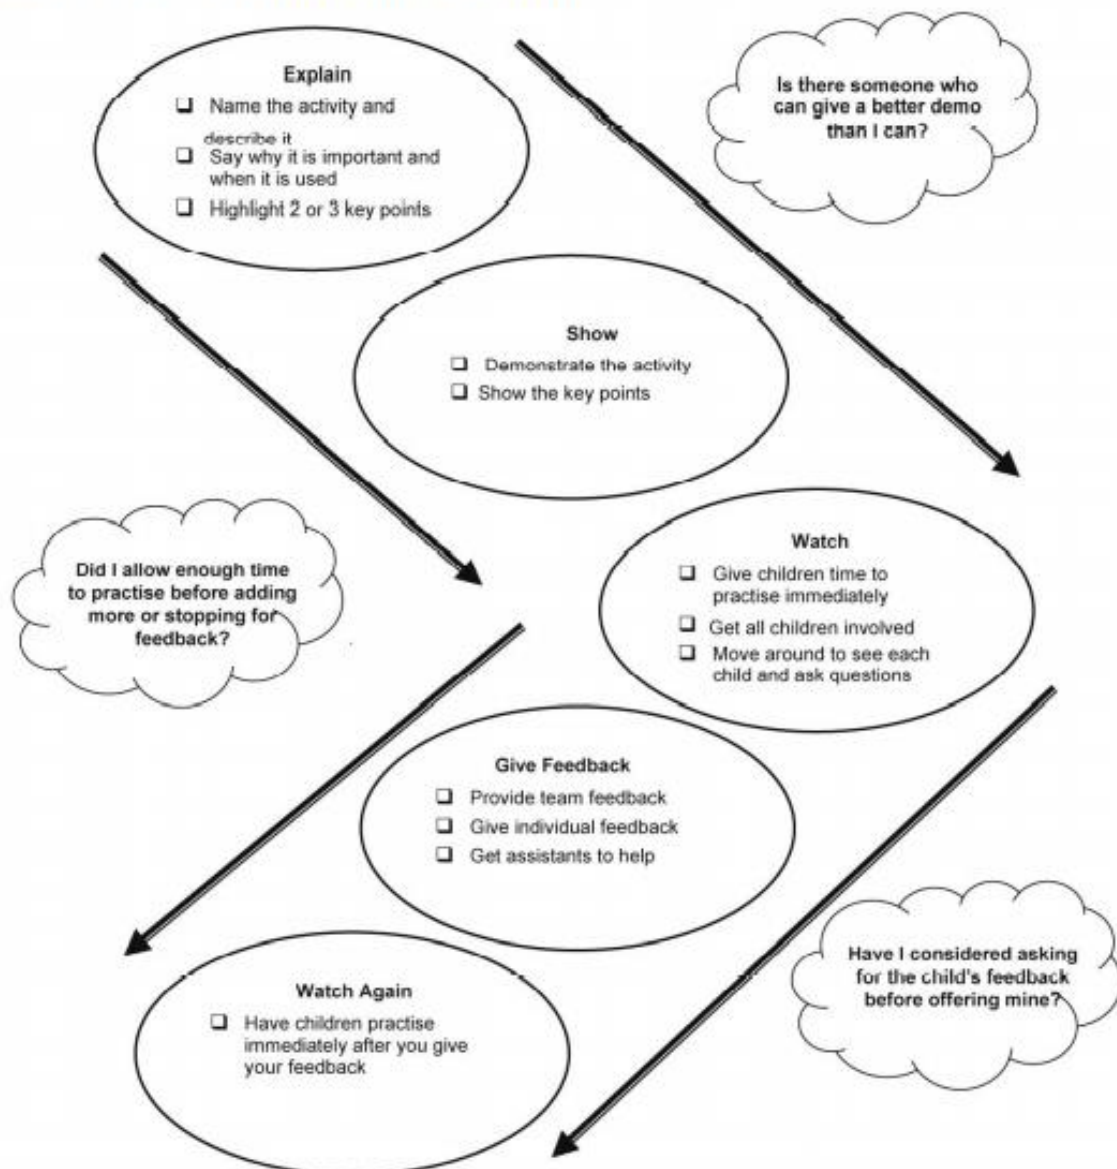 Explain
❑ Name the activity and
describe it
❑ Say why it is important and
when it is used
❑ Highlight 2 or 3 key points
Is there someone who
can give a better demo
than I can?
Show
❑ Demonstrate the activity
❑ Show the key points
Did I allow enough time
to practise before adding
more or stopping for
feedback?
Watch
❑ Give children time to
practise immediately
❑ Get all children involved
❑ Move around to see each
child and ask questions
Give Feedback
❑ Provide team feedback
❑ Give individual feedback
❑ Get assistants to help
Have I considered asking
for the child's feedback
before offering mine?
Watch Again
❑ Have children practise
immediately after you give
your feedback